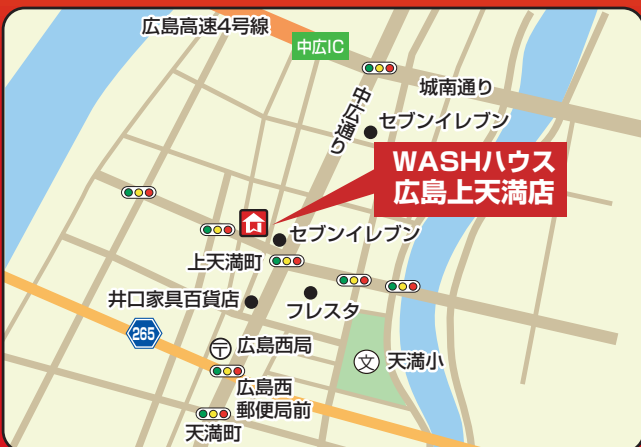 広島高速4号線
中広IC
城南通り
中広通り
セブンイレブン
WASHハウス
広島上天満店
セブンイレブン
上天満町
井口家具百貨店
フレスタ
265
〒
広島西局
文
天満小
広島西
郵便局前
天満町